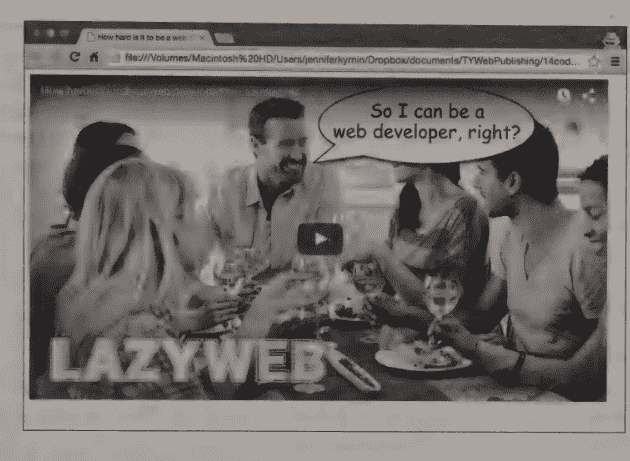 How hard is it to be a web
file:///Volumes/Macintosh%20HD/Users/jenniferkyrnin/Dropbox/documents/TYWebPublishing/14cod...
So I can be a
web developer, right?
LAZYWEB